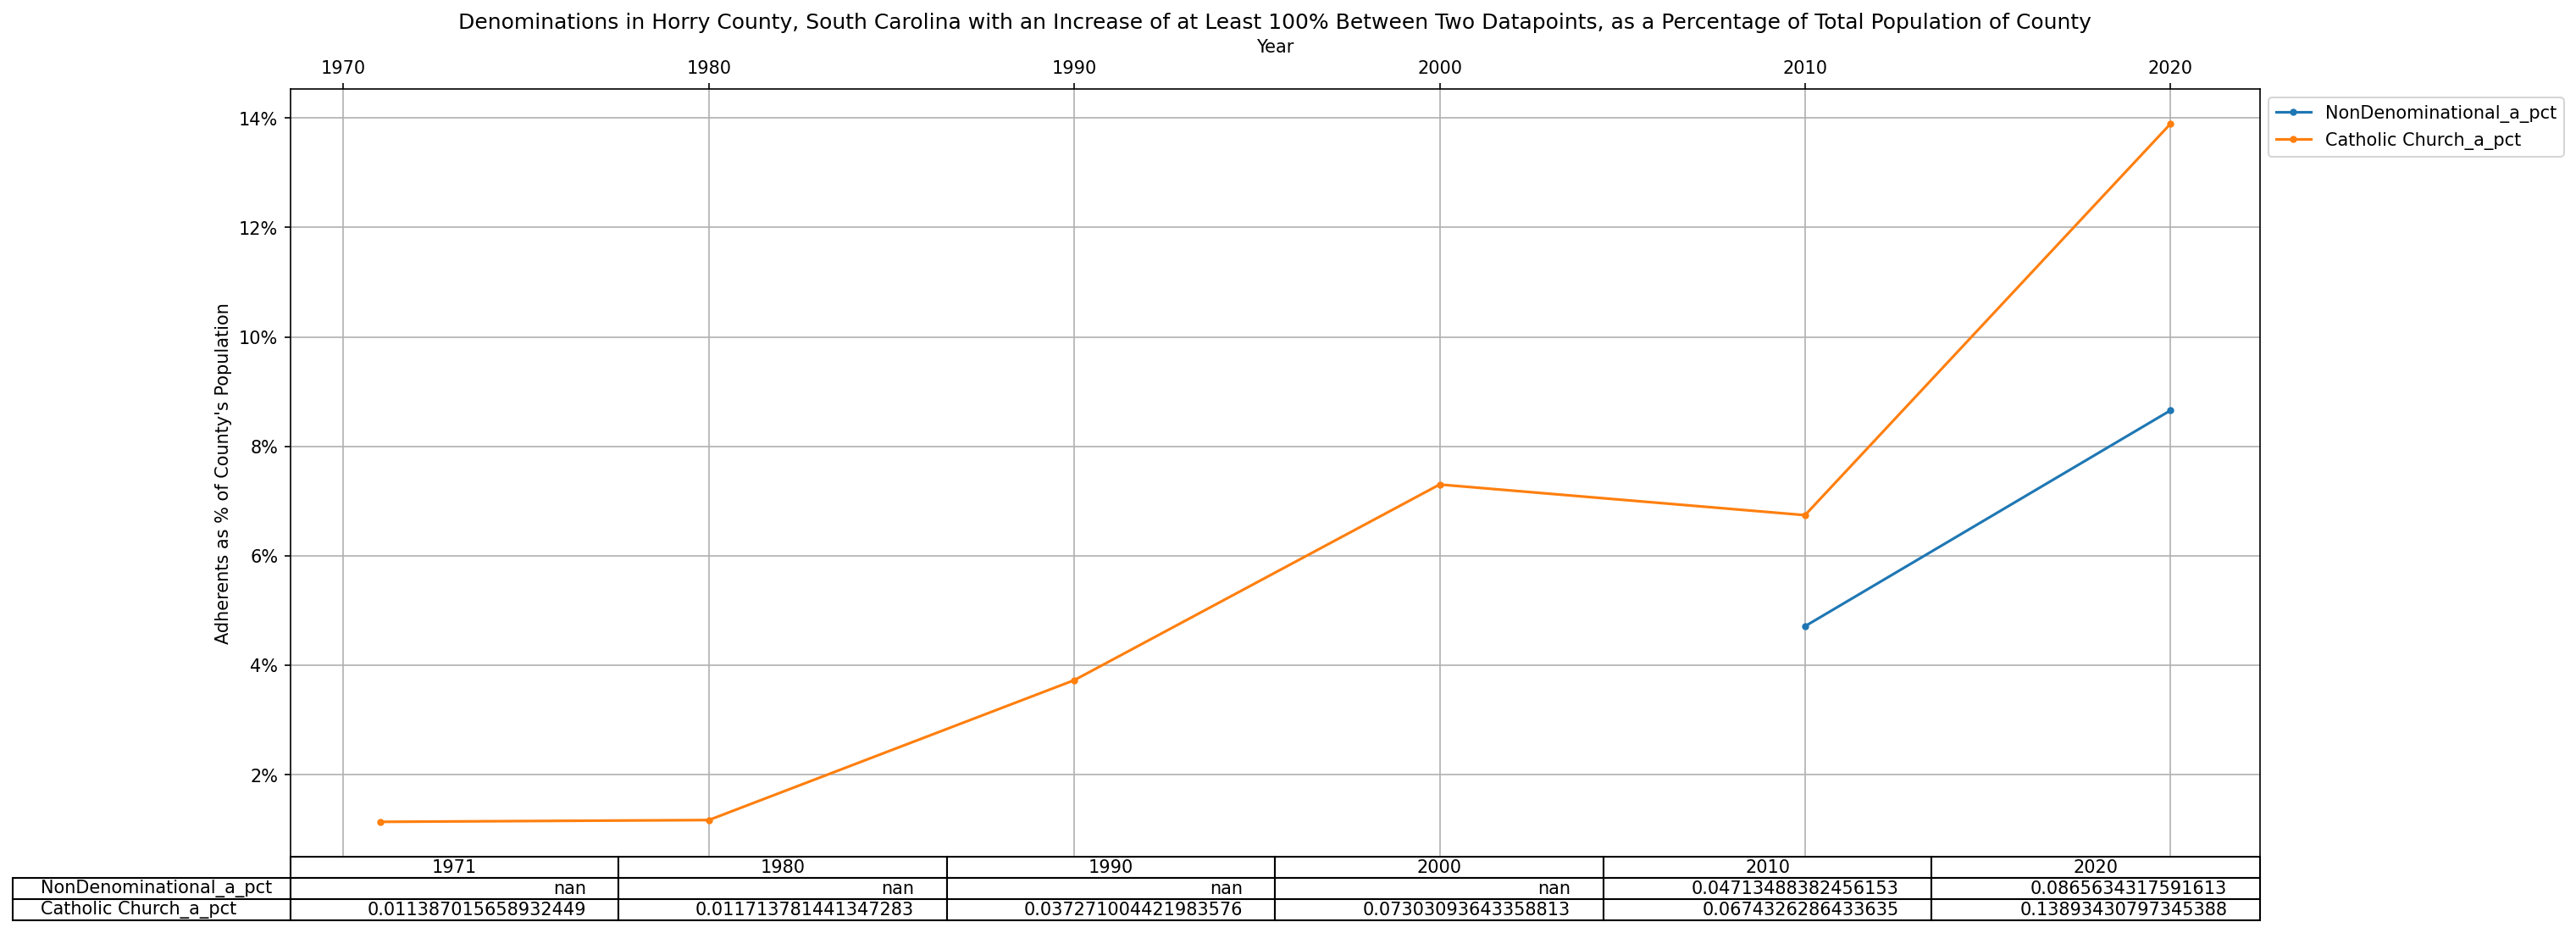 Denominations in Horry County, South Carolina with an Increase of at Least 100% Between Two Datapoints, as a Percentage of Total Population of County
Year
1970 1980 1990 2000 2010 2020
NonDenominational_a_pct
Catholic Church_a_pct
Adherents as % of County's Population
14%
12%
10%
8%
6%
4%
2%
1971 1980 1990 2000 2010 2020
NonDenominational_a_pct nan nan nan nan 0.04713488382456153 0.0865634317591613
Catholic Church_a_pct 0.011387015658932449 0.011713781441347283 0.037271004421983576 0.07303093643358813 0.0674326286433635 0.13893430797345388